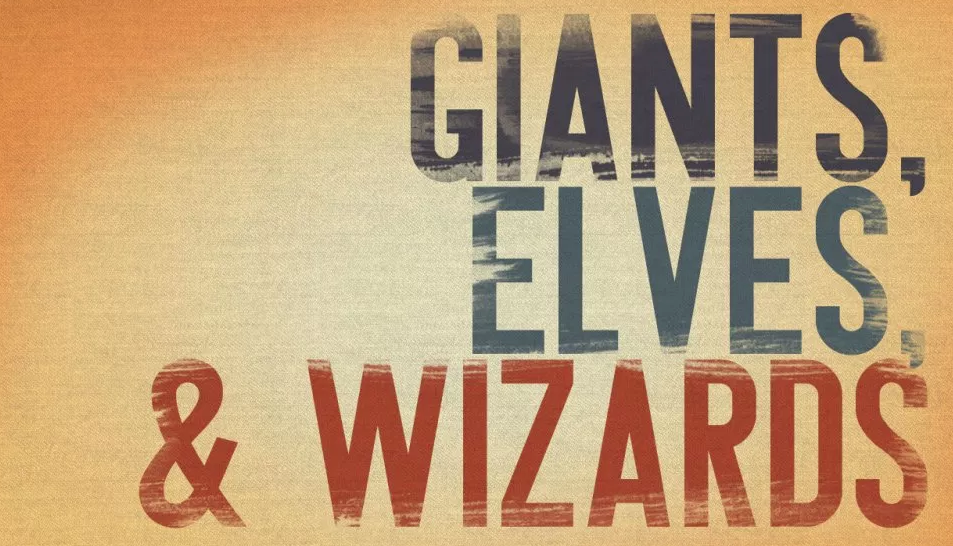 GIANTS,
ELVES,
& WIZARDS